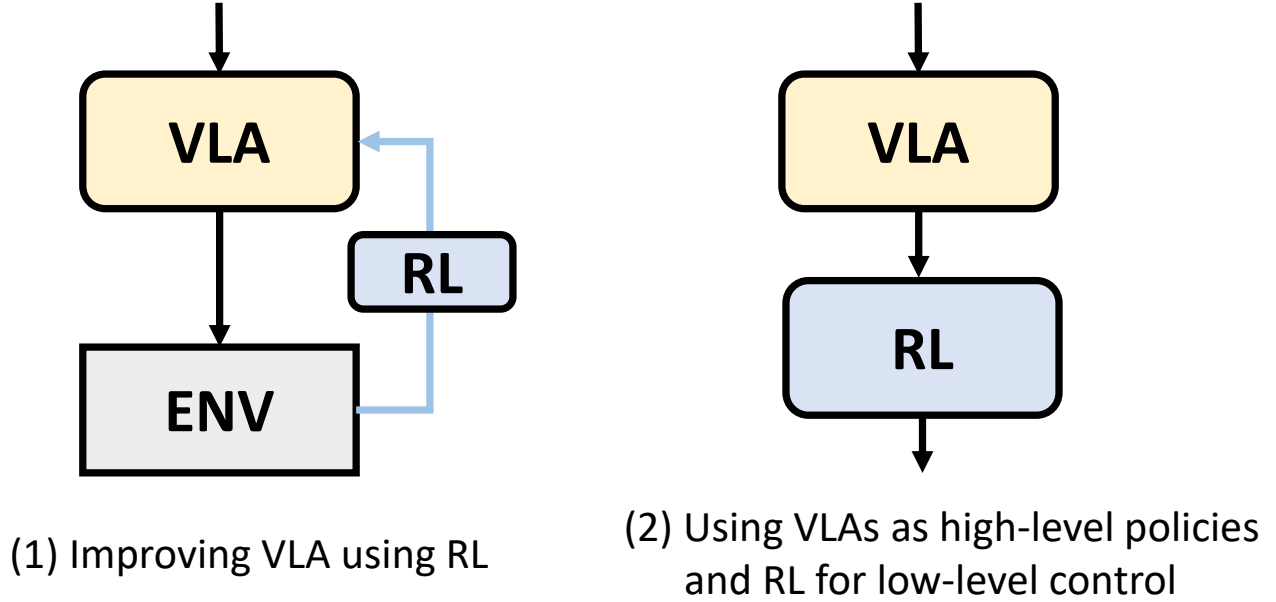 VLA
RL
ENV
(1) Improving VLA using RL
VLA
RL
(2) Using VLAs as high-level policies
and RL for low-level control